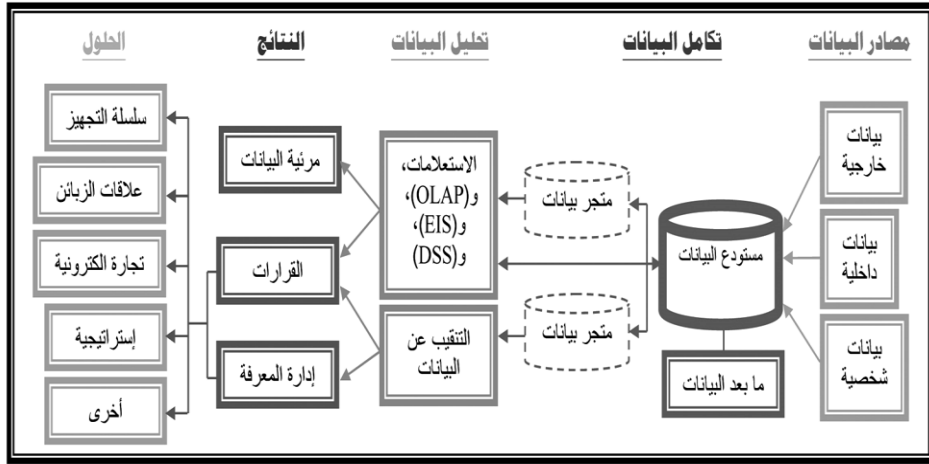 مصادر البيانات
تكامل البيانات
تحليل البيانات
النتائج
الحلول
بيانات
خارجية
بيانات
داخلية
بيانات
شخصية
مستودع البيانات
ما بعد البيانات
متجر بيانات
متجر بيانات
الاستعلامات،
و(OLAP)،
و(EIS)،
و(DSS)
التنقيب عن
البيانات
مرئية البيانات
القرارات
إدارة المعرفة
سلسلة التجهيز
علاقات الزبائن
تجارة الكترونية
إستراتيجية
أخرى